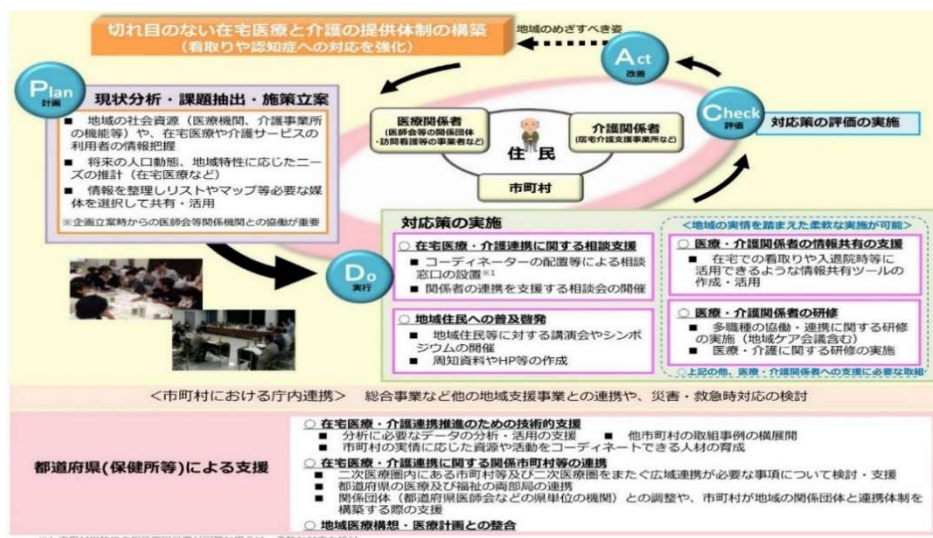 切れ目のない在宅医療と介護の提供体制の構築
（看取りや認知症への対応を強化）
地域のめざすべき姿
Act
改善
Plan
計画
現状分析・課題抽出・施策立案
■ 地域の社会資源（医療機関、介護事業所
の機能等）や、在宅医療や介護サービスの
利用者の情報把握
■ 将来の人口動態、地域特性に応じたニー
ズの推計（在宅医療など）
■ 情報を整理しリストやマップ等必要な媒
体を選択して共有・活用
※企画立案時からの医師会等関係機関との協働が重要
医療関係者
(医師会等の関係団体
・訪問看護等の事業者など)
住民
介護関係者
(居宅介護支援事業所など)
市町村
Check
評価
対応策の評価の実施
Do
実行
対応策の実施
○ 在宅医療・介護連携に関する相談支援
■ コーディネーターの配置等による相談
窓口の設置※1
■ 関係者の連携を支援する相談会の開催
○ 地域住民への普及啓発
■ 地域住民等に対する講演会やシンポ
ジウムの開催
■ 周知資料やHP等の作成
＜地域の実情を踏まえた柔軟な実施が可能＞
○ 医療・介護関係者の情報共有の支援
■ 在宅での看取りや入退院時等に
活用できるような情報共有ツールの
作成・活用
○ 医療・介護関係者の研修
■ 多職種の協働・連携に関する研修
の実施（地域ケア会議含む）
■ 医療・介護に関する研修の実施
○上記の他、医療・介護関係者への支援に必要な取組
＜市町村における庁内連携＞ 総合事業など他の地域支援事業との連携や、災害・救急時対応の検討
都道府県(保健所等)による支援
○ 在宅医療・介護連携推進のための技術的支援
■ 分析に必要なデータの分析・活用の支援 ■ 他市町村の取組事例の横展開
■ 市町村の実情に応じた資源や活動をコーディネートできる人材の育成
○ 在宅医療・介護連携に関する関係市町村等の連携
■ 二次医療圏内にある市町村等及び二次医療圏をまたぐ広域連携が必要な事項について検討・支援
■ 都道府県の医療及び福祉の両部局の連携
■ 関係団体（都道府県医師会などの県単位の機関）との調整や、市町村が地域の関係団体と連携体制を
構築する際の支援
○ 地域医療構想・医療計画との整合